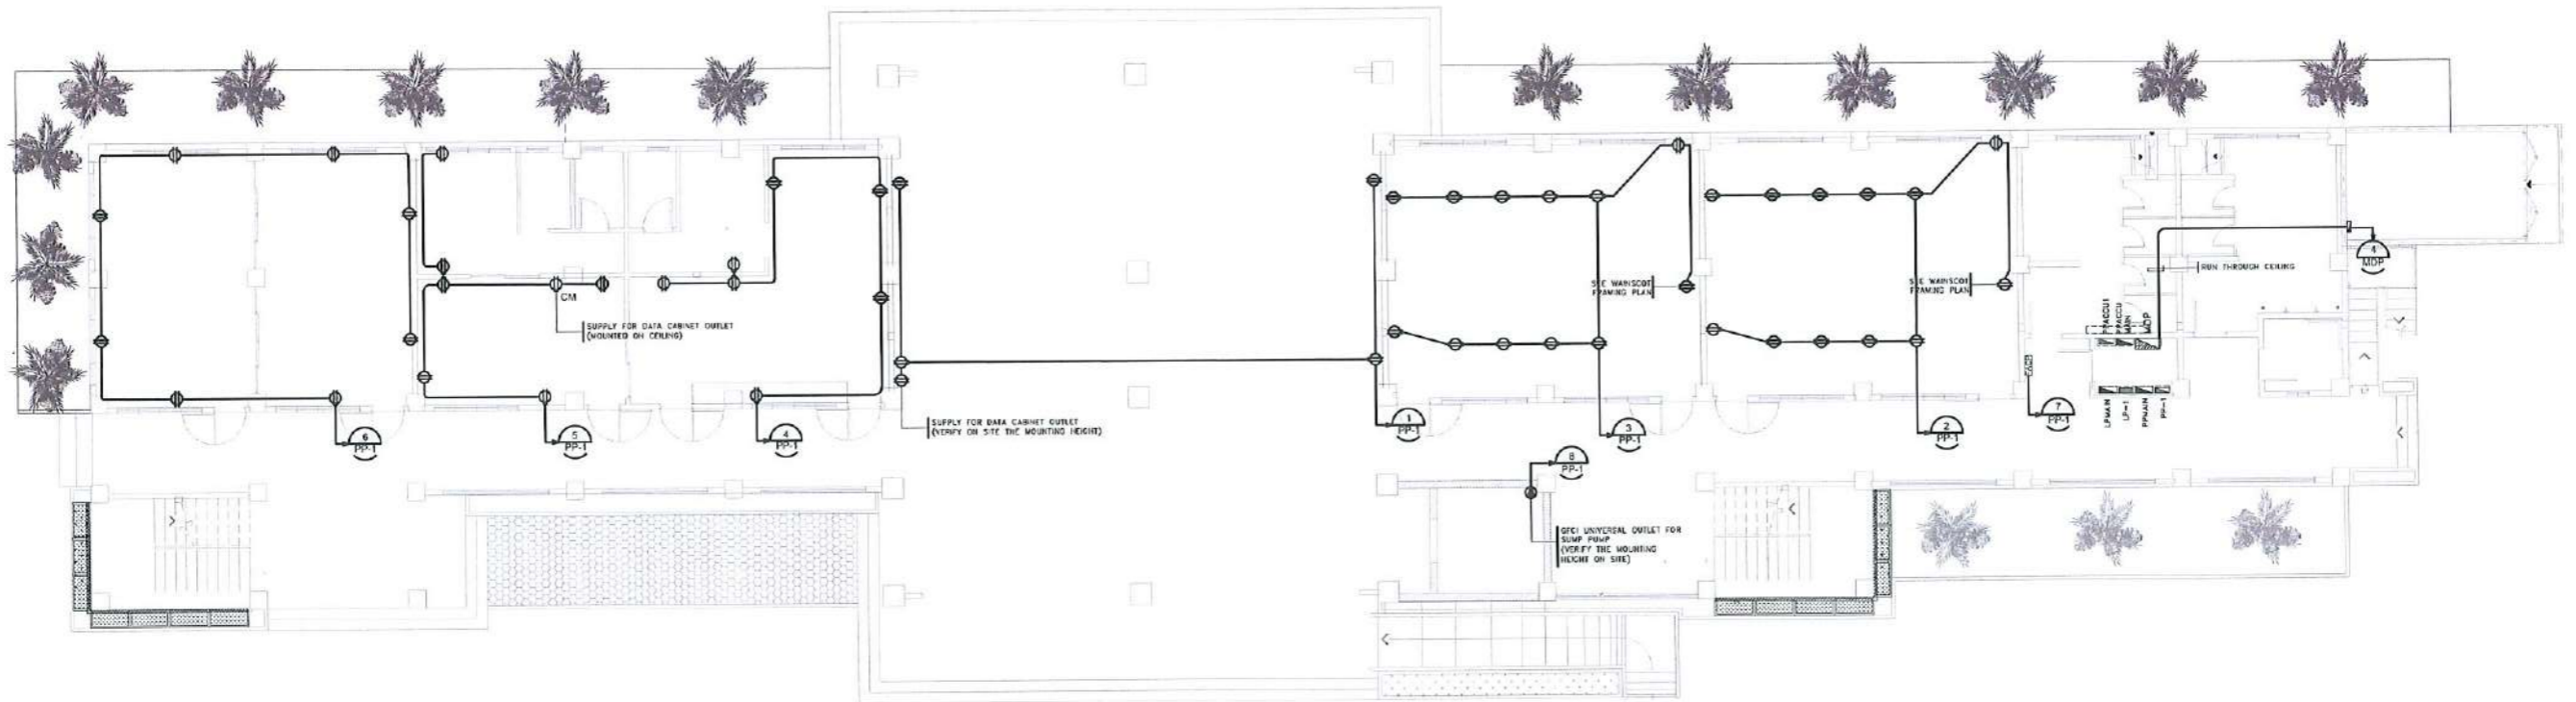 4
MDP
RUN THROUGH CEILING
SEE WAINSCOT
FRAMING PLAN
SEE WAINSCOT
FRAMING PLAN
CM
SUPPLY FOR DATA CABINET OUTLET
(MOUNTED ON CEILING)
PPACCU1
PPACCU
MAIN
MDP
FACP
LPMAIN
LP-1
PPMAIN
PP-1
SUPPLY FOR DATA CABINET OUTLET
(VERIFY ON SITE THE MOUNTING HEIGHT)
6
PP-1
5
PP-1
4
PP-1
1
PP-1
3
PP-1
2
PP-1
7
PP-1
8
PP-1
GFCI UNIVERSAL OUTLET FOR
SUMP PUMP
(VERIFY THE MOUNTING
HEIGHT ON SITE)